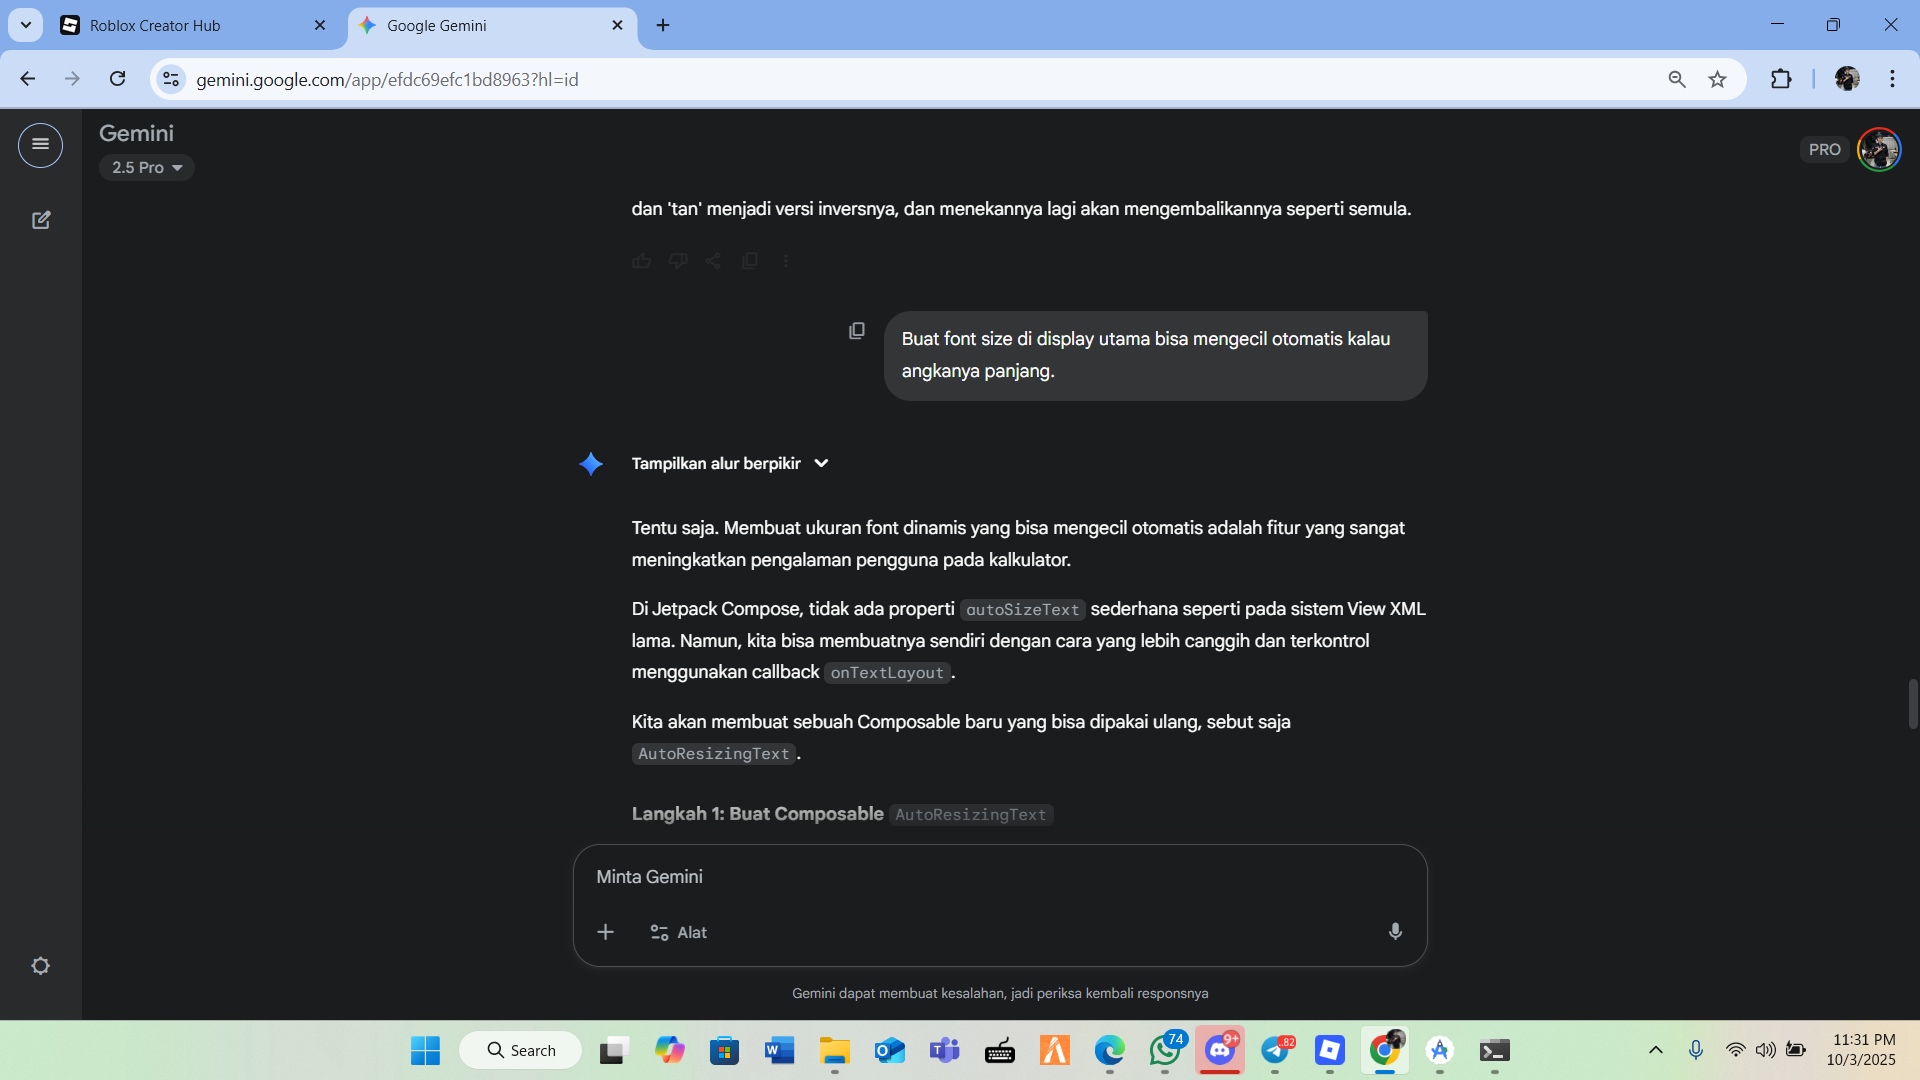 Roblox Creator Hub
Google Gemini
gemini.google.com/app/efdc69efc1bd8963?hl=id
Gemini
2.5 Pro
PRO
dan 'tan' menjadi versi inversnya, dan menekannya lagi akan mengembalikannya seperti semula.
Buat font size di display utama bisa mengecil otomatis kalau
angkanya panjang.
Tampilkan alur berpikir
Tentu saja. Membuat ukuran font dinamis yang bisa mengecil otomatis adalah fitur yang sangat
meningkatkan pengalaman pengguna pada kalkulator.
Di Jetpack Compose, tidak ada properti autoSizeText sederhana seperti pada sistem View XML
lama. Namun, kita bisa membuatnya sendiri dengan cara yang lebih canggih dan terkontrol
menggunakan callback onTextLayout.
Kita akan membuat sebuah Composable baru yang bisa dipakai ulang, sebut saja
AutoResizingText.
Langkah 1: Buat Composable AutoResizingText
Minta Gemini
Alat
Gemini dapat membuat kesalahan, jadi periksa kembali responsnya
Search
74
9+
82
11:31 PM
10/3/2025